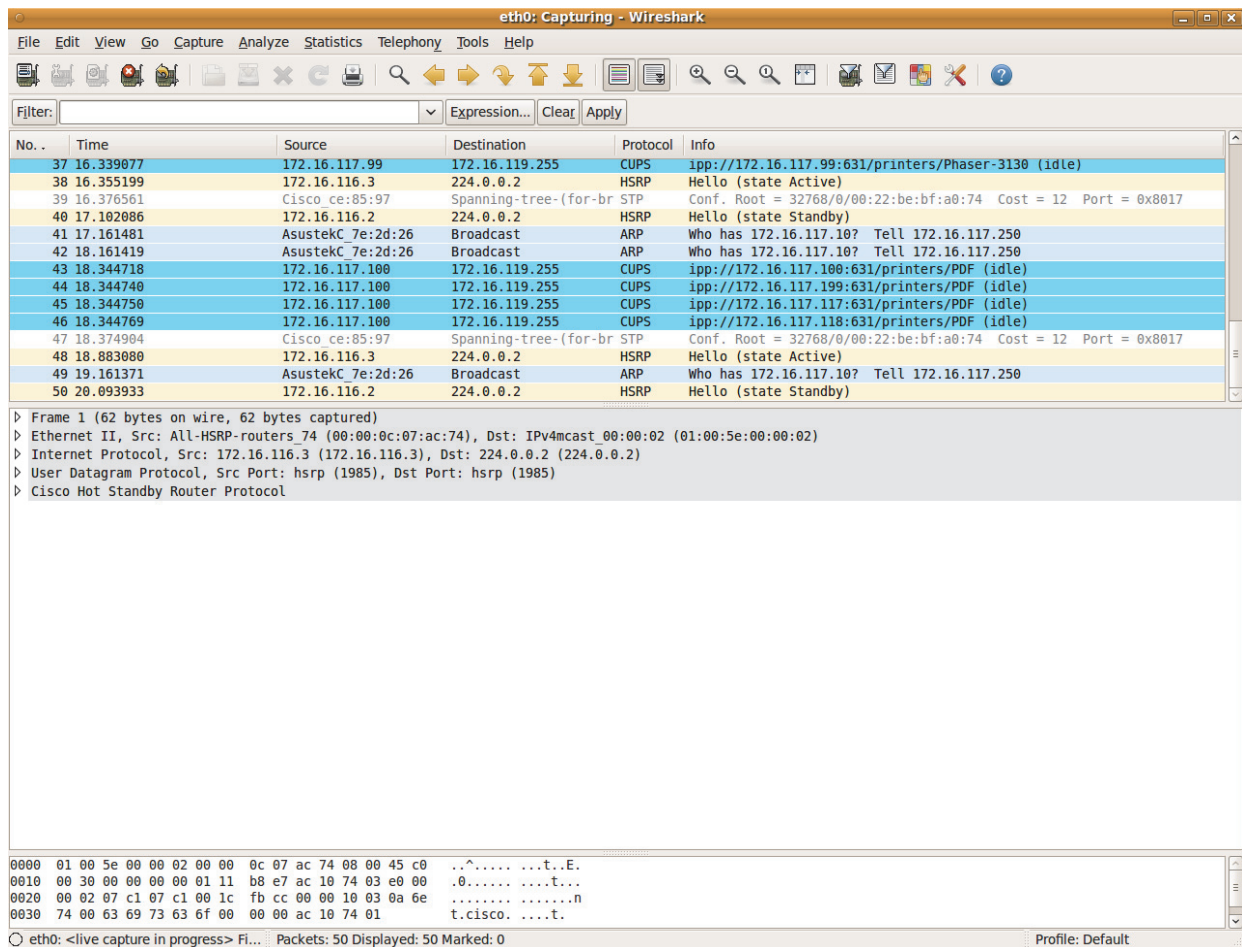 eth0: Capturing - Wireshark
File Edit View Go Capture Analyze Statistics Telephony Tools Help
Filter: Expression... Clear Apply
No. . Time Source Destination Protocol Info
37 16.339077 172.16.117.99 172.16.119.255 CUPS ipp://172.16.117.99:631/printers/Phaser-3130 (idle)
38 16.355199 172.16.116.3 224.0.0.2 HSRP Hello (state Active)
39 16.376561 Cisco_ce:85:97 Spanning-tree-(for-br STP Conf. Root = 32768/0/00:22:be:bf:a0:74 Cost = 12 Port = 0x8017
40 17.102086 172.16.116.2 224.0.0.2 HSRP Hello (state Standby)
41 17.161481 AsustekC_7e:2d:26 Broadcast ARP Who has 172.16.117.10? Tell 172.16.117.250
42 18.161419 AsustekC_7e:2d:26 Broadcast ARP Who has 172.16.117.10? Tell 172.16.117.250
43 18.344718 172.16.117.100 172.16.119.255 CUPS ipp://172.16.117.100:631/printers/PDF (idle)
44 18.344740 172.16.117.100 172.16.119.255 CUPS ipp://172.16.117.199:631/printers/PDF (idle)
45 18.344750 172.16.117.100 172.16.119.255 CUPS ipp://172.16.117.117:631/printers/PDF (idle)
46 18.344769 172.16.117.100 172.16.119.255 CUPS ipp://172.16.117.118:631/printers/PDF (idle)
47 18.374904 Cisco_ce:85:97 Spanning-tree-(for-br STP Conf. Root = 32768/0/00:22:be:bf:a0:74 Cost = 12 Port = 0x8017
48 18.883080 172.16.116.3 224.0.0.2 HSRP Hello (state Active)
49 19.161371 AsustekC_7e:2d:26 Broadcast ARP Who has 172.16.117.10? Tell 172.16.117.250
50 20.093933 172.16.116.2 224.0.0.2 HSRP Hello (state Standby)
Frame 1 (62 bytes on wire, 62 bytes captured)
Ethernet II, Src: All-HSRP-routers_74 (00:00:0c:07:ac:74), Dst: IPv4mcast_00:00:02 (01:00:5e:00:00:02)
Internet Protocol, Src: 172.16.116.3 (172.16.116.3), Dst: 224.0.0.2 (224.0.0.2)
User Datagram Protocol, Src Port: hsrp (1985), Dst Port: hsrp (1985)
Cisco Hot Standby Router Protocol
0000 01 00 5e 00 00 02 00 00 0c 07 ac 74 08 00 45 c0 ..^..... ...t..E.
0010 00 30 00 00 00 00 01 11 b8 e7 ac 10 74 03 e0 00 .0...... ....t...
0020 00 02 07 c1 07 c1 00 1c fb cc 00 00 10 03 0a 6e ........ .......n
0030 74 00 63 69 73 63 6f 00 00 00 ac 10 74 01 t.cisco. ....t.
eth0: <live capture in progress> Fi... Packets: 50 Displayed: 50 Marked: 0 Profile: Default